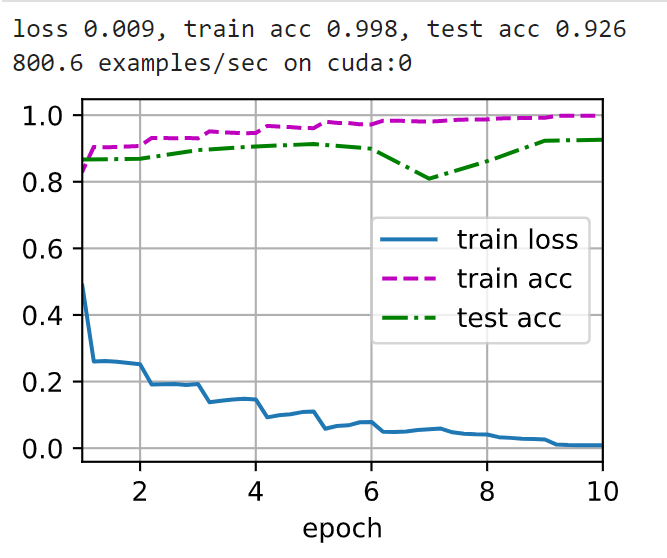 loss 0.009, train acc 0.998, test acc 0.926
800.6 examples/sec on cuda:0
1.0
0.8
0.6
0.4
0.2
0.0
train loss
train acc
test acc
2 4 6 8 10
epoch